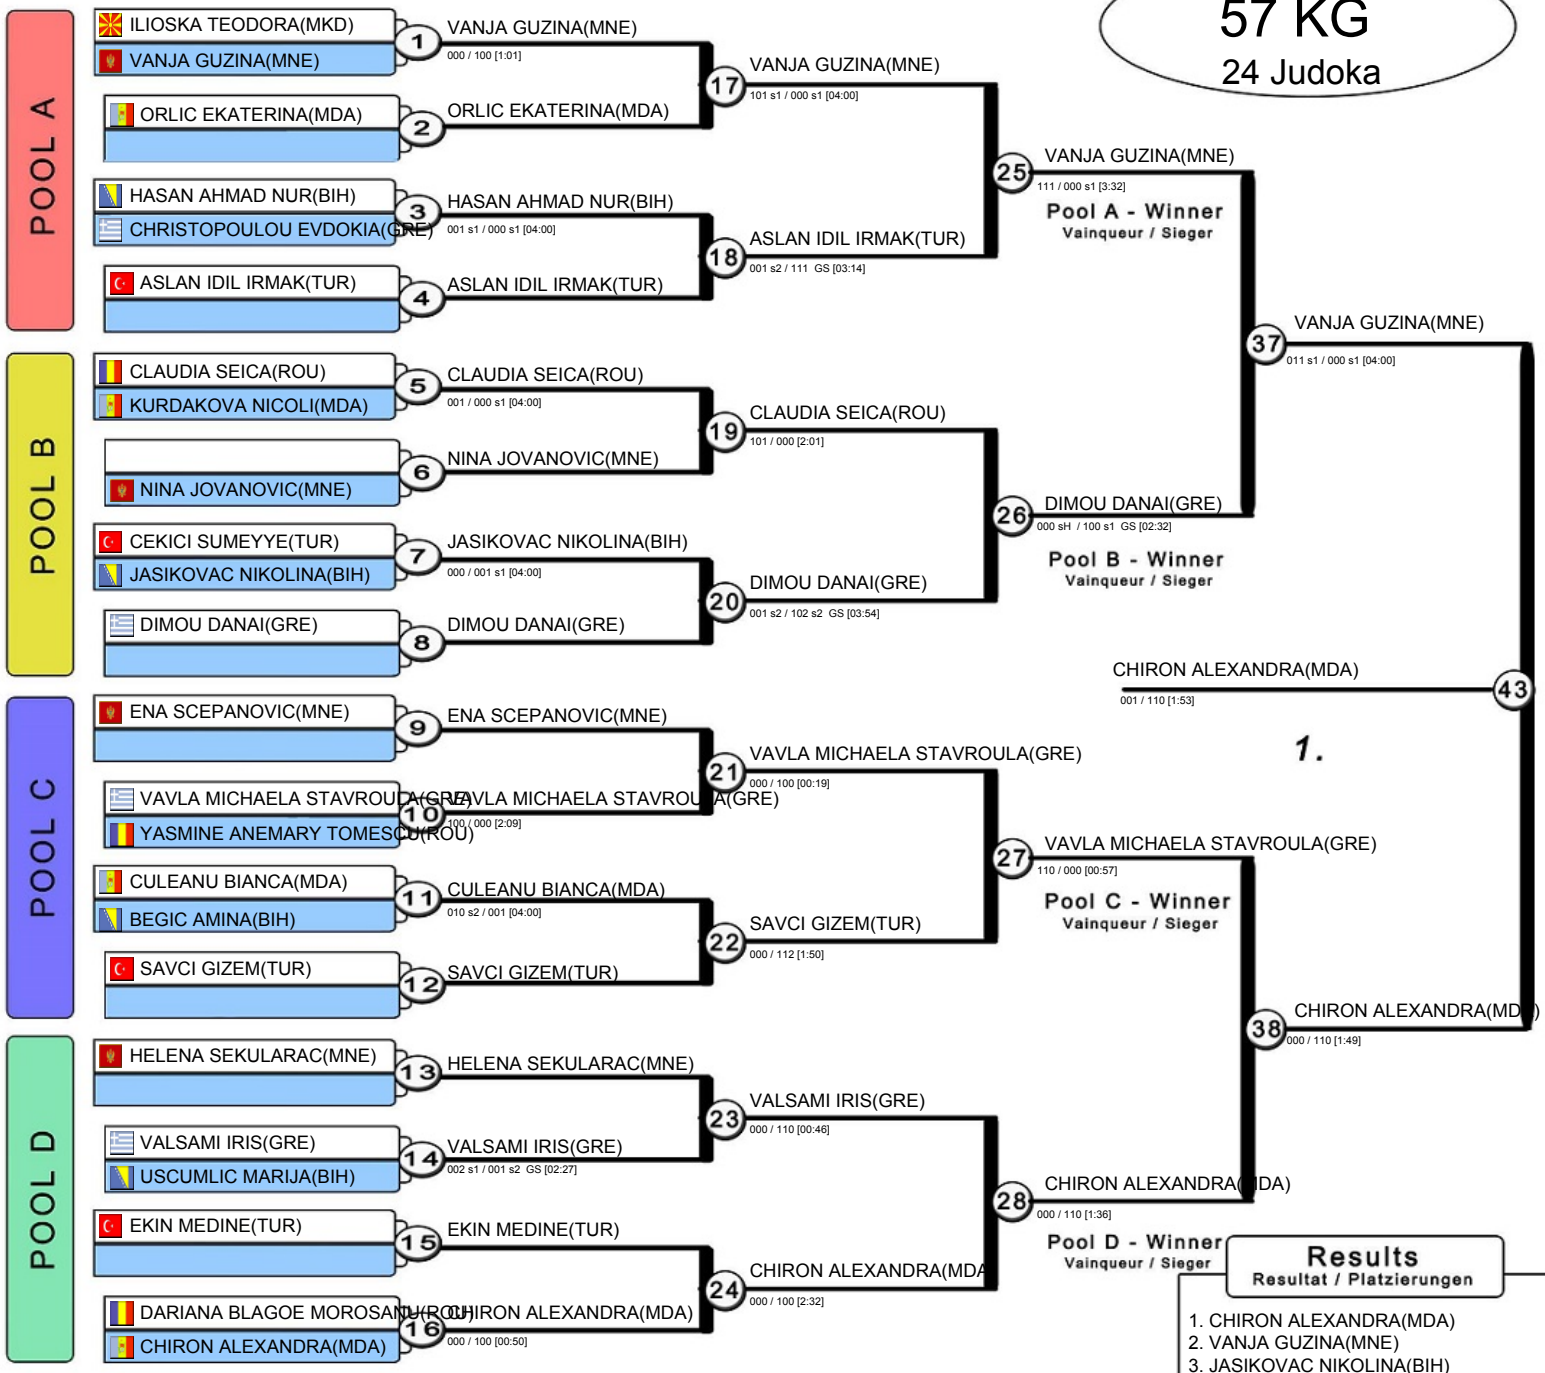 57 KG
24 Judoka
POOL A
ILIOSKA TEODORA(MKD)
VANJA GUZINA(MNE)
1
VANJA GUZINA(MNE)
000 / 100 [1:01]
ORLIC EKATERINA(MDA)
2
ORLIC EKATERINA(MDA)
17
VANJA GUZINA(MNE)
101 s1 / 000 s1 [04:00]
HASAN AHMAD NUR(BIH)
CHRISTOPOULOU EVDOKIA(GRE)
3
HASAN AHMAD NUR(BIH)
001 s1 / 000 s1 [04:00]
ASLAN IDIL IRMAK(TUR)
4
ASLAN IDIL IRMAK(TUR)
18
ASLAN IDIL IRMAK(TUR)
001 s2 / 111 GS [03:14]
25
VANJA GUZINA(MNE)
111 / 000 s1 [3:32]
Pool A - Winner
Vainqueur / Sieger
POOL B
CLAUDIA SEICA(ROU)
KURDAKOVA NICOLI(MDA)
5
CLAUDIA SEICA(ROU)
001 / 000 s1 [04:00]
NINA JOVANOVIC(MNE)
6
NINA JOVANOVIC(MNE)
19
CLAUDIA SEICA(ROU)
101 / 000 [2:01]
CEKICI SUMEYYE(TUR)
JASIKOVAC NIKOLINA(BIH)
7
JASIKOVAC NIKOLINA(BIH)
000 / 001 s1 [04:00]
DIMOU DANAI(GRE)
8
DIMOU DANAI(GRE)
20
DIMOU DANAI(GRE)
001 s2 / 102 s2 GS [03:54]
26
DIMOU DANAI(GRE)
000 sH / 100 s1 GS [02:32]
Pool B - Winner
Vainqueur / Sieger
37
VANJA GUZINA(MNE)
011 s1 / 000 s1 [04:00]
CHIRON ALEXANDRA(MDA)
43
001 / 110 [1:53]
1.
POOL C
ENA SCEPANOVIC(MNE)
9
ENA SCEPANOVIC(MNE)
VAVLA MICHAELA STAVROULA(GRE)
YASMINE ANEMARY TOMESCU(ROU)
10
VAVLA MICHAELA STAVROULA(GRE)
100 / 000 [2:09]
21
VAVLA MICHAELA STAVROULA(GRE)
000 / 100 [00:19]
CULEANU BIANCA(MDA)
BEGIC AMINA(BIH)
11
CULEANU BIANCA(MDA)
010 s2 / 001 [04:00]
SAVCI GIZEM(TUR)
12
SAVCI GIZEM(TUR)
22
SAVCI GIZEM(TUR)
000 / 112 [1:50]
27
VAVLA MICHAELA STAVROULA(GRE)
110 / 000 [00:57]
Pool C - Winner
Vainqueur / Sieger
POOL D
HELENA SEKULARAC(MNE)
13
HELENA SEKULARAC(MNE)
VALSAMI IRIS(GRE)
USCUMLIC MARIJA(BIH)
14
VALSAMI IRIS(GRE)
002 s1 / 001 s2 GS [02:27]
23
VALSAMI IRIS(GRE)
000 / 110 [00:46]
EKIN MEDINE(TUR)
15
EKIN MEDINE(TUR)
DARIANA BLAGOE MOROSANU(ROU)
CHIRON ALEXANDRA(MDA)
16
CHIRON ALEXANDRA(MDA)
000 / 100 [00:50]
24
CHIRON ALEXANDRA(MDA
000 / 100 [2:32]
28
CHIRON ALEXANDRA(MDA)
000 / 110 [1:36]
Pool D - Winner
Vainqueur / Sieger
38
CHIRON ALEXANDRA(MDA)
000 / 110 [1:49]
Results
Resultat / Platzierungen
1. CHIRON ALEXANDRA(MDA)
2. VANJA GUZINA(MNE)
3. JASIKOVAC NIKOLINA(BIH)